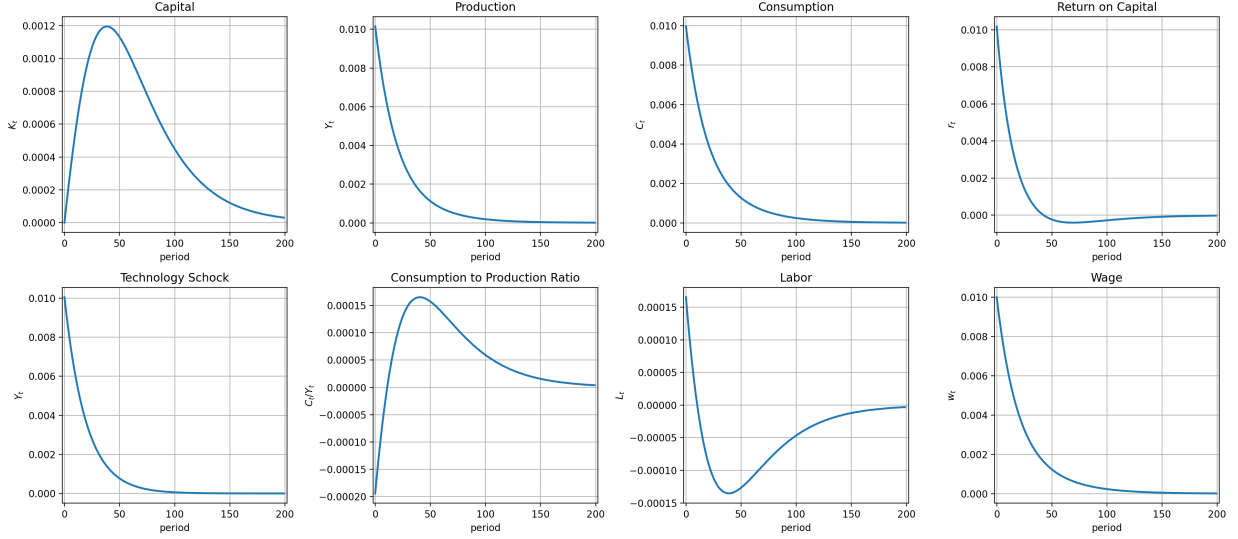 Capital
0.0012
0.0010
0.0008
0.0006
0.0004
0.0002
0.0000
K_t
0 50 100 150 200
period
Production
0.010
0.008
0.006
0.004
0.002
0.000
Y_t
0 50 100 150 200
period
Consumption
0.010
0.008
0.006
0.004
0.002
0.000
C_t
0 50 100 150 200
period
Return on Capital
0.010
0.008
0.006
0.004
0.002
0.000
r_t
0 50 100 150 200
period
Technology Schock
0.010
0.008
0.006
0.004
0.002
0.000
Y_t
0 50 100 150 200
period
Consumption to Production Ratio
0.00015
0.00010
0.00005
0.00000
−0.00005
−0.00010
−0.00015
−0.00020
C_t/Y_t
0 50 100 150 200
period
Labor
0.00015
0.00010
0.00005
0.00000
−0.00005
−0.00010
−0.00015
L_t
0 50 100 150 200
period
Wage
0.010
0.008
0.006
0.004
0.002
0.000
w_t
0 50 100 150 200
period